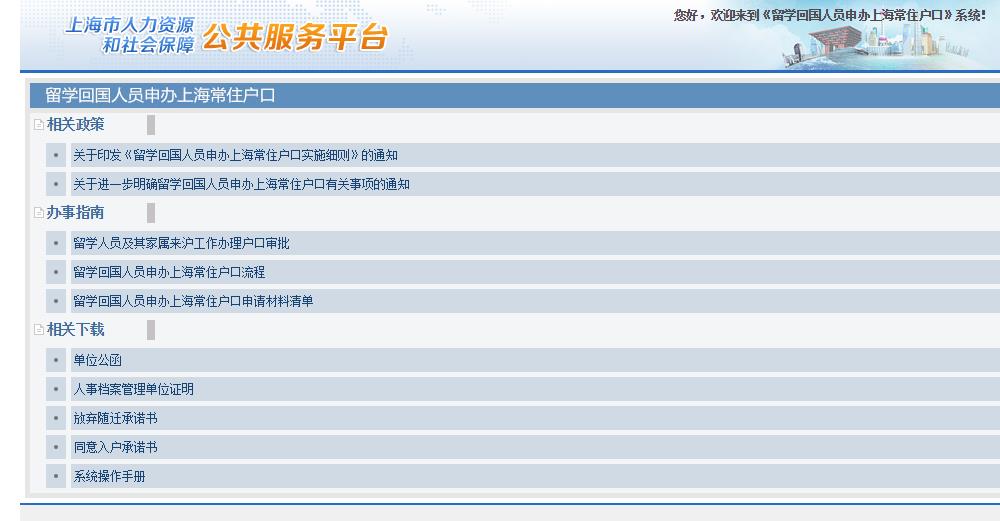 上海市人力资源
和社会保障 公共服务平台
您好，欢迎来到《留学回国人员申办上海常住户口》系统！
留学回国人员申办上海常住户口
相关政策
关于印发《留学回国人员申办上海常住户口实施细则》的通知
关于进一步明确留学回国人员申办上海常住户口有关事项的通知
办事指南
留学人员及其家属来沪工作办理户口审批
留学回国人员申办上海常住户口流程
留学回国人员申办上海常住户口申请材料清单
相关下载
单位公函
人事档案管理单位证明
放弃随迁承诺书
同意入户承诺书
系统操作手册